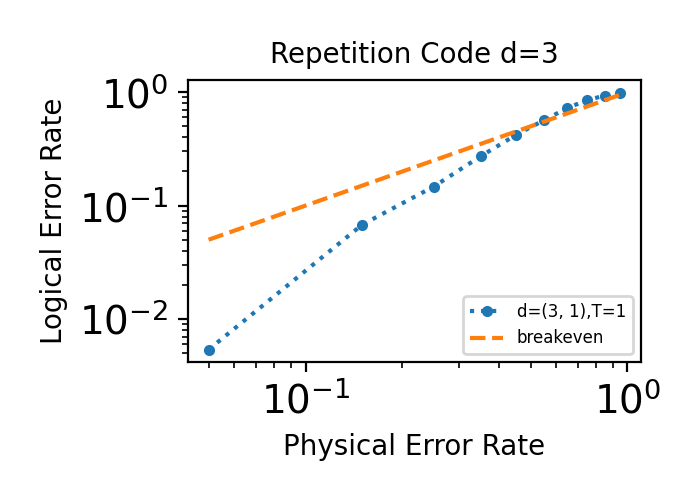 Repetition Code d=3
Logical Error Rate
10⁰
10⁻¹
10⁻²
d=(3, 1),T=1
breakeven
10⁻¹ 10⁰
Physical Error Rate